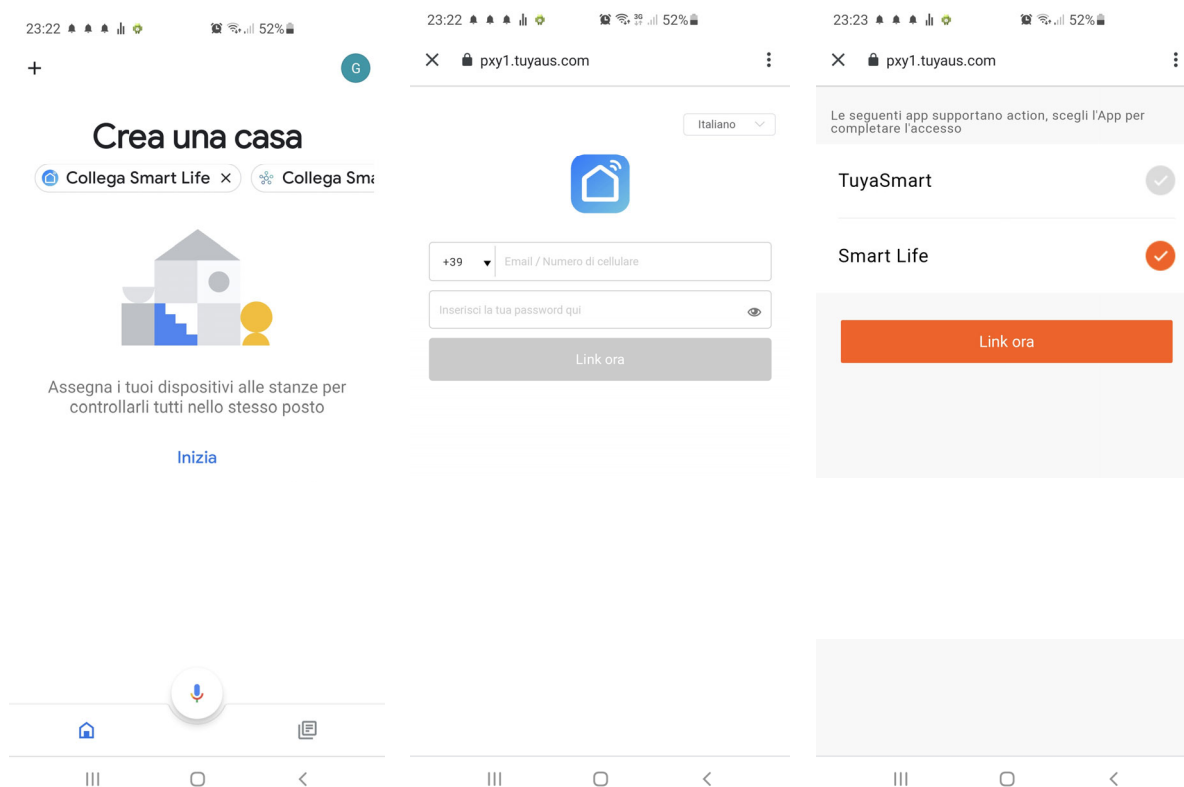 23:22
52%
G
Crea una casa
Collega Smart Life
Collega Sma
Assegna i tuoi dispositivi alle stanze per
controllarli tutti nello stesso posto
Inizia
23:22
3G
52%
pxy1.tuyaus.com
Italiano
+39
Email / Numero di cellulare
Inserisci la tua password qui
Link ora
23:23
52%
pxy1.tuyaus.com
Le seguenti app supportano action, scegli l'App per
completare l'accesso
TuyaSmart
Smart Life
Link ora